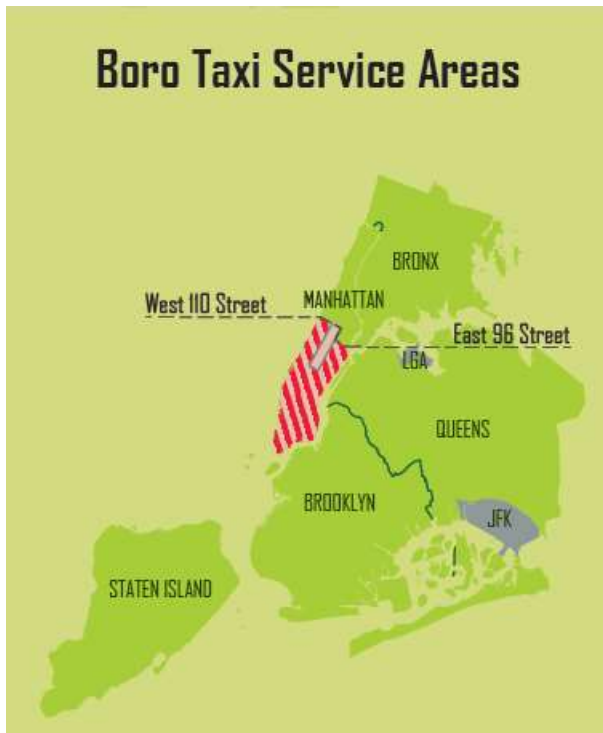 Boro Taxi Service Areas
BRONX
MANHATTAN
West 110 Street
East 96 Street
LGA
QUEENS
BROOKLYN
JFK
STATEN ISLAND